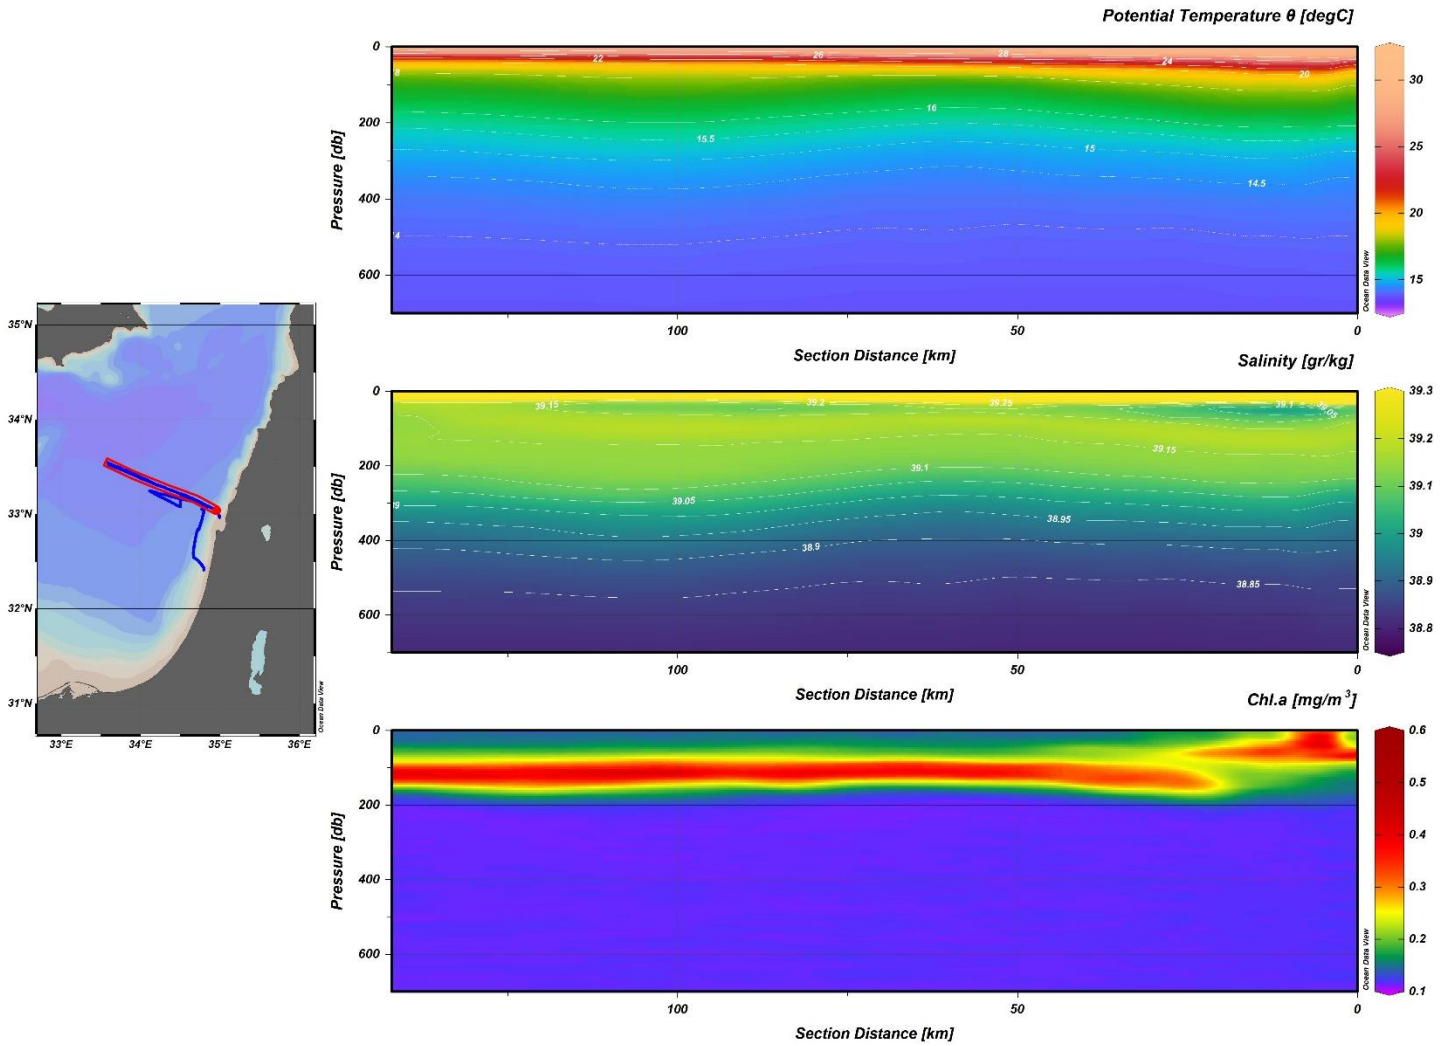 Potential Temperature θ [degC]
0
200
400
600
Pressure [db]
22
26
28
24
20
8
16
15.5
15
14.5
4
100
50
0
Section Distance [km]
30
25
20
15
Ocean Data View
35°N
34°N
33°N
32°N
31°N
33°E
34°E
35°E
36°E
Ocean Data View
Salinity [gr/kg]
0
200
400
600
Pressure [db]
39.15
39.2
39.25
39.1
39.05
39.15
39.1
39.05
39
38.95
38.9
38.85
100
50
0
Section Distance [km]
39.3
39.2
39.1
39
38.9
38.8
Ocean Data View
Chl.a [mg/m³]
0
200
400
600
Pressure [db]
100
50
0
Section Distance [km]
0.6
0.5
0.4
0.3
0.2
0.1
Ocean Data View